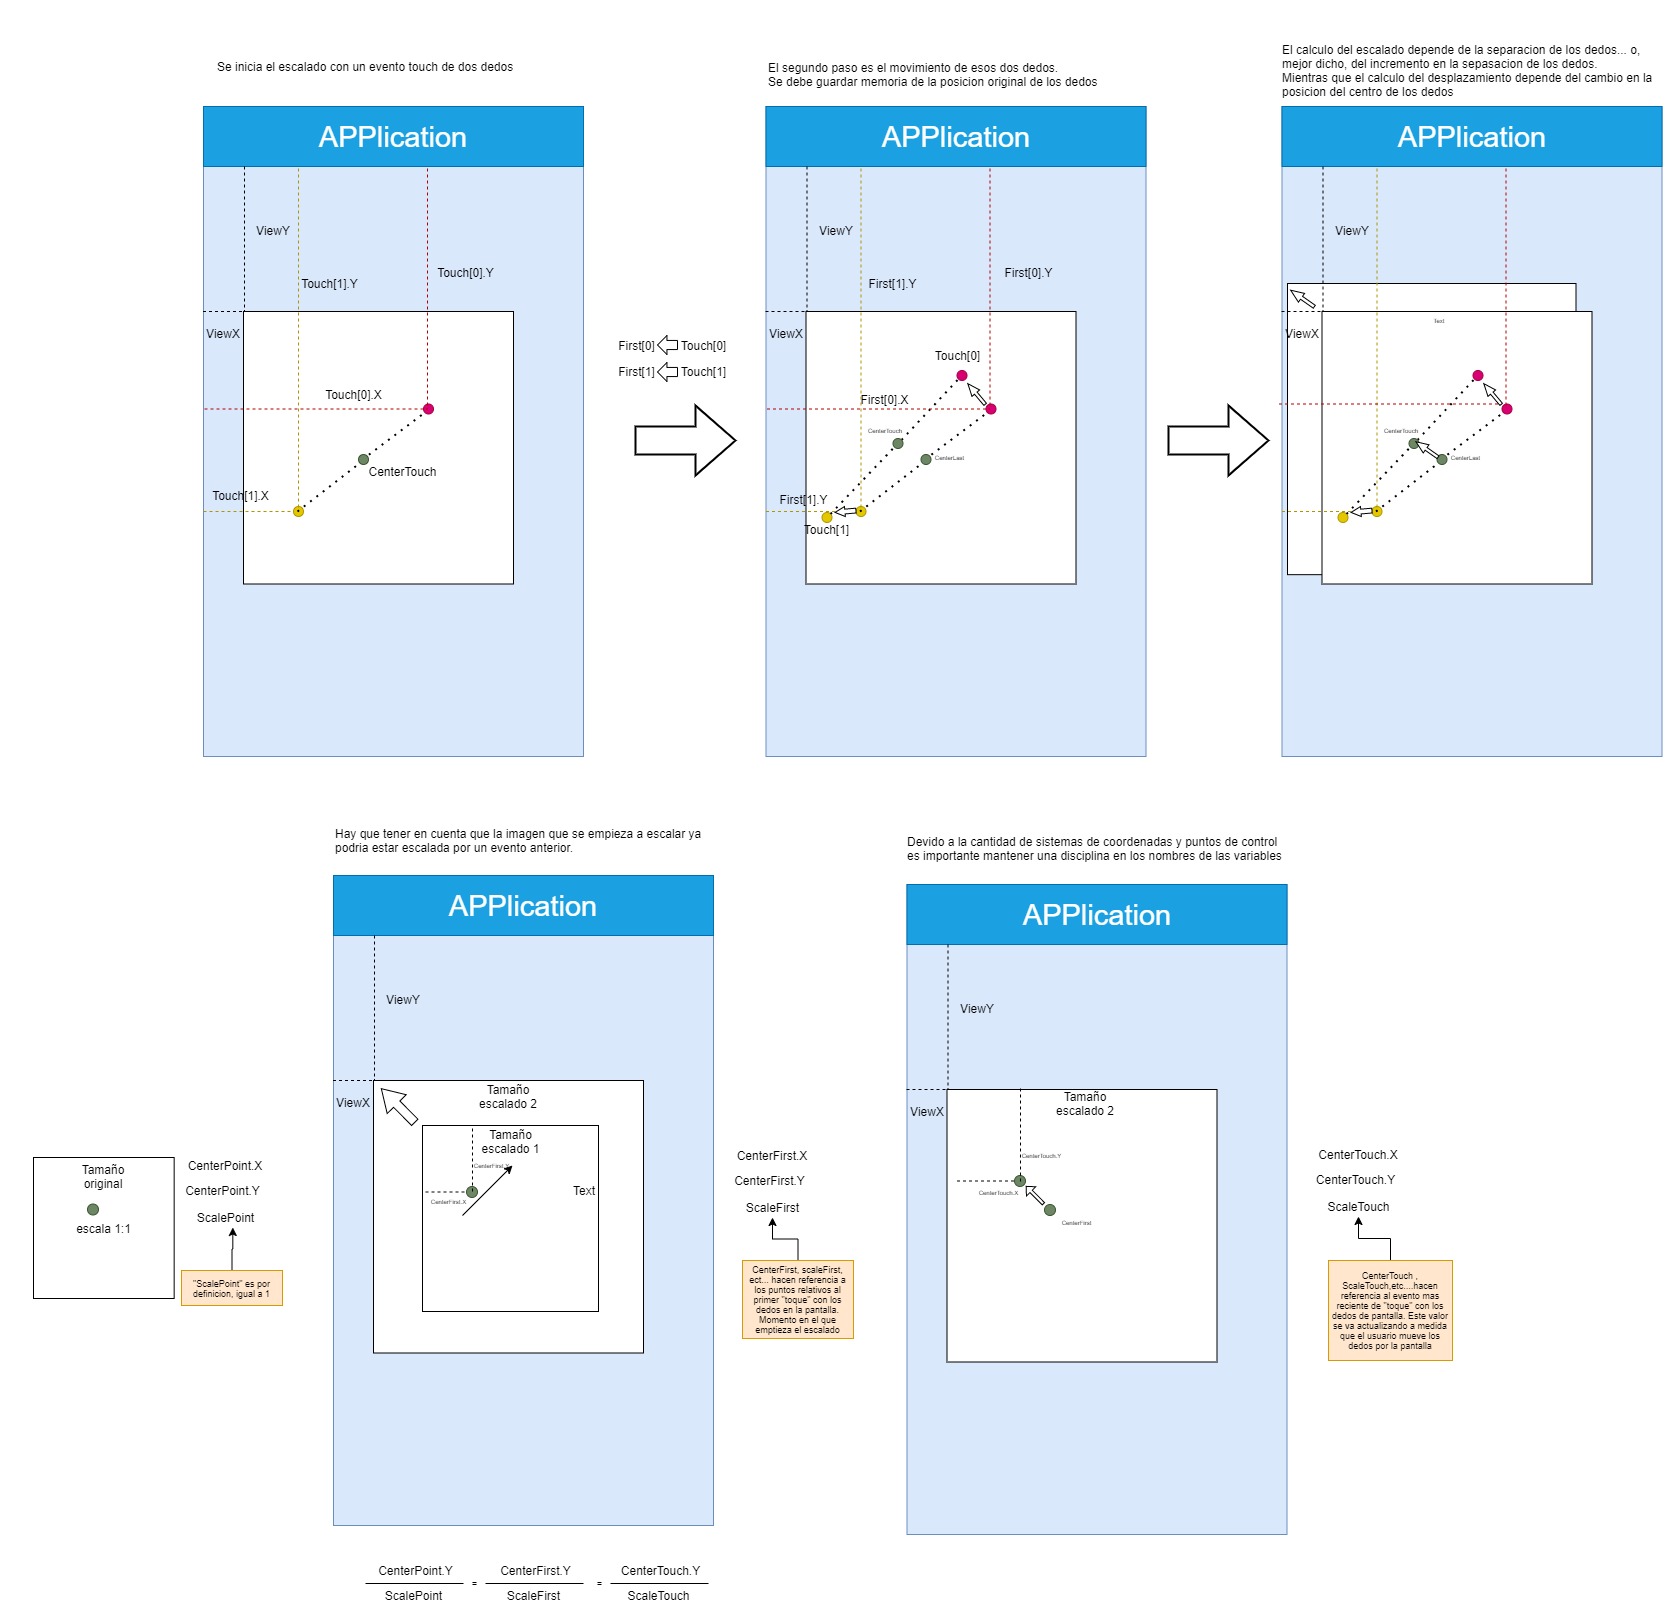 Se inicia el escalado con un evento touch de dos dedos
El segundo paso es el movimiento de esos dos dedos.
Se debe guardar memoria de la posicion original de los dedos
El calculo del escalado depende de la separacion de los dedos... o,
mejor dicho, del incremento en la sepasacion de los dedos.
Mientras que el calculo del desplazamiento depende del cambio en la
posicion del centro de los dedos
APPlication
ViewY
Touch[0].Y
Touch[1].Y
ViewX
Touch[0].X
CenterTouch
Touch[1].X
First[0] Touch[0]
First[1] Touch[1]
APPlication
ViewY
First[0].Y
First[1].Y
ViewX
Touch[0]
First[0].X
CenterTouch
CenterLast
First[1].Y
Touch[1]
APPlication
ViewY
Text
ViewX
CenterTouch
CenterLast
Hay que tener en cuenta que la imagen que se empieza a escalar ya
podria estar escalada por un evento anterior.
Devido a la cantidad de sistemas de coordenadas y puntos de control
es importante mantener una disciplina en los nombres de las variables
Tamaño
original
escala 1:1
CenterPoint.X
CenterPoint.Y
ScalePoint
"ScalePoint" es por
definicion, igual a 1
APPlication
ViewY
ViewX
Tamaño
escalado 2
Tamaño
escalado 1
CenterFirst.Y
CenterFirst.X
Text
CenterFirst.X
CenterFirst.Y
ScaleFirst
CenterFirst, scaleFirst,
ect... hacen referencia a
los puntos relativos al
primer "toque" con los
dedos en la pantalla.
Momento en el que
emptieza el escalado
APPlication
ViewY
ViewX
Tamaño
escalado 2
CenterTouch.Y
CenterTouch.X
CenterFirst
CenterTouch.X
CenterTouch.Y
ScaleTouch
CenterTouch ,
ScaleTouch,etc....hacen
referencia al evento mas
reciente de "toque" con los
dedos de pantalla. Este valor
se va actualizando a medida
que el usuario mueve los
dedos por la pantalla
CenterPoint.Y = CenterFirst.Y = CenterTouch.Y
ScalePoint ScaleFirst ScaleTouch